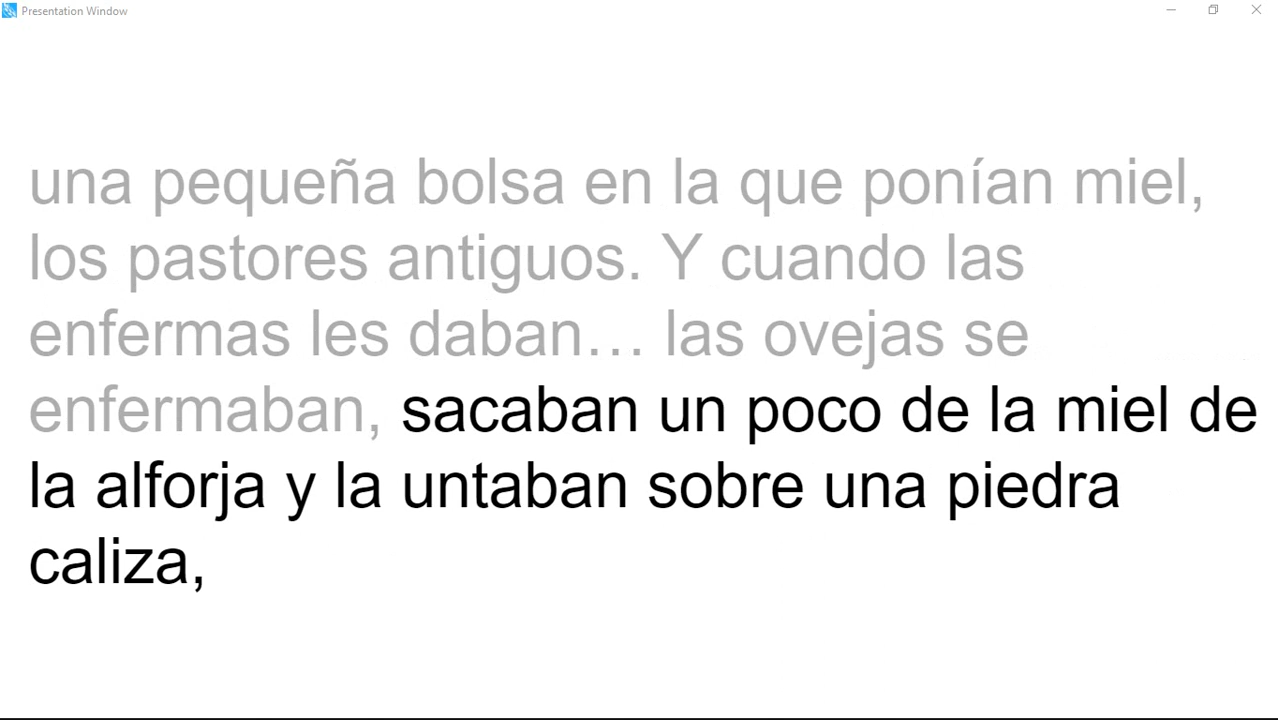 Presentation Window
una pequeña bolsa en la que ponían miel,
los pastores antiguos. Y cuando las
enfermas les daban… las ovejas se
enfermaban, sacaban un poco de la miel de
la alforja y la untaban sobre una piedra
caliza,